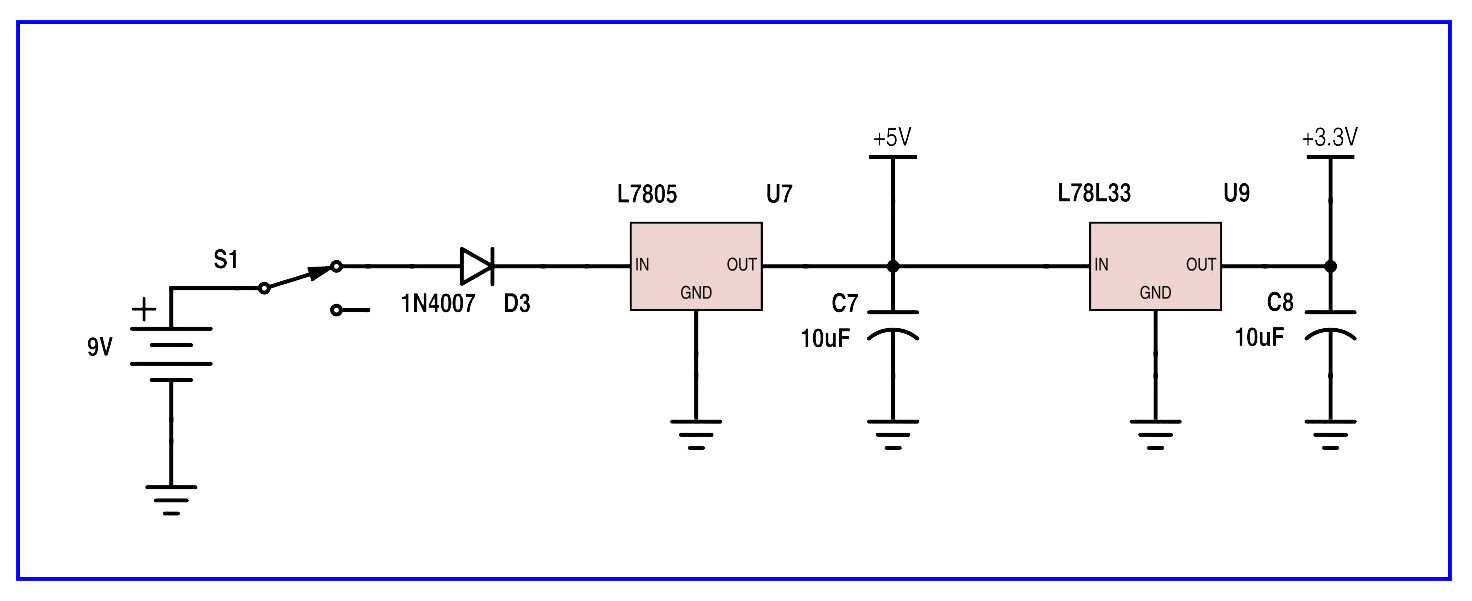 +5V
+3.3V
L7805 U7
L78L33 U9
S1
IN OUT
GND
IN OUT
GND
1N4007 D3
+
9V
C7
10uF
C8
10uF